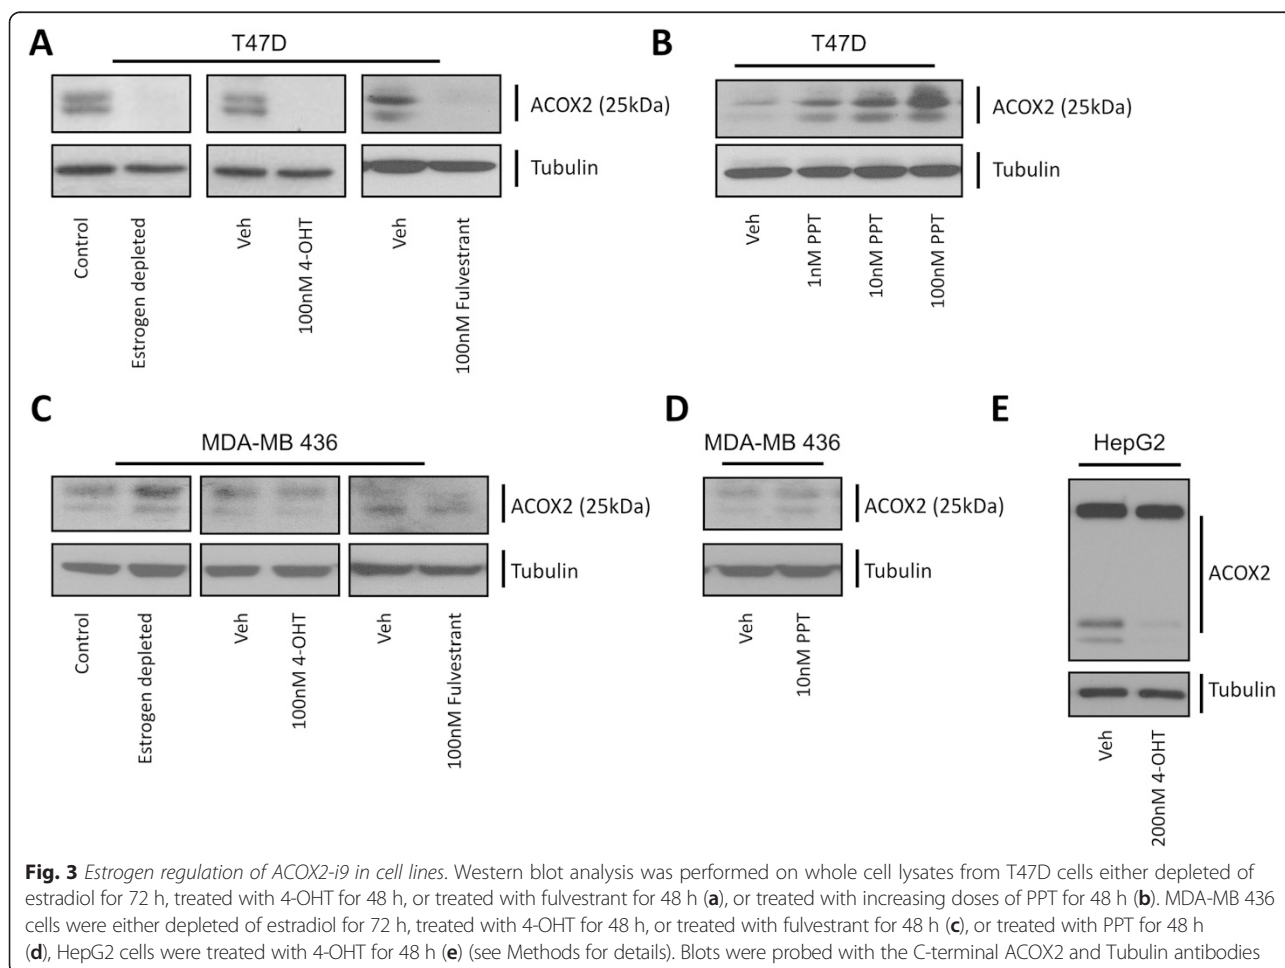 A
T47D
ACOX2 (25kDa)
Tubulin
Control
Estrogen depleted
Veh
100nM 4-OHT
Veh
100nM Fulvestrant
B
T47D
ACOX2 (25kDa)
Tubulin
Veh
1nM PPT
10nM PPT
100nM PPT
C
MDA-MB 436
ACOX2 (25kDa)
Tubulin
Control
Estrogen depleted
Veh
100nM 4-OHT
Veh
100nM Fulvestrant
D
MDA-MB 436
ACOX2 (25kDa)
Tubulin
Veh
10nM PPT
E
HepG2
ACOX2
Tubulin
Veh
200nM 4-OHT
Fig. 3 Estrogen regulation of ACOX2-i9 in cell lines. Western blot analysis was performed on whole cell lysates from T47D cells either depleted of
estradiol for 72 h, treated with 4-OHT for 48 h, or treated with fulvestrant for 48 h (a), or treated with increasing doses of PPT for 48 h (b). MDA-MB 436
cells were either depleted of estradiol for 72 h, treated with 4-OHT for 48 h, or treated with fulvestrant for 48 h (c), or treated with PPT for 48 h
(d), HepG2 cells were treated with 4-OHT for 48 h (e) (see Methods for details). Blots were probed with the C-terminal ACOX2 and Tubulin antibodies